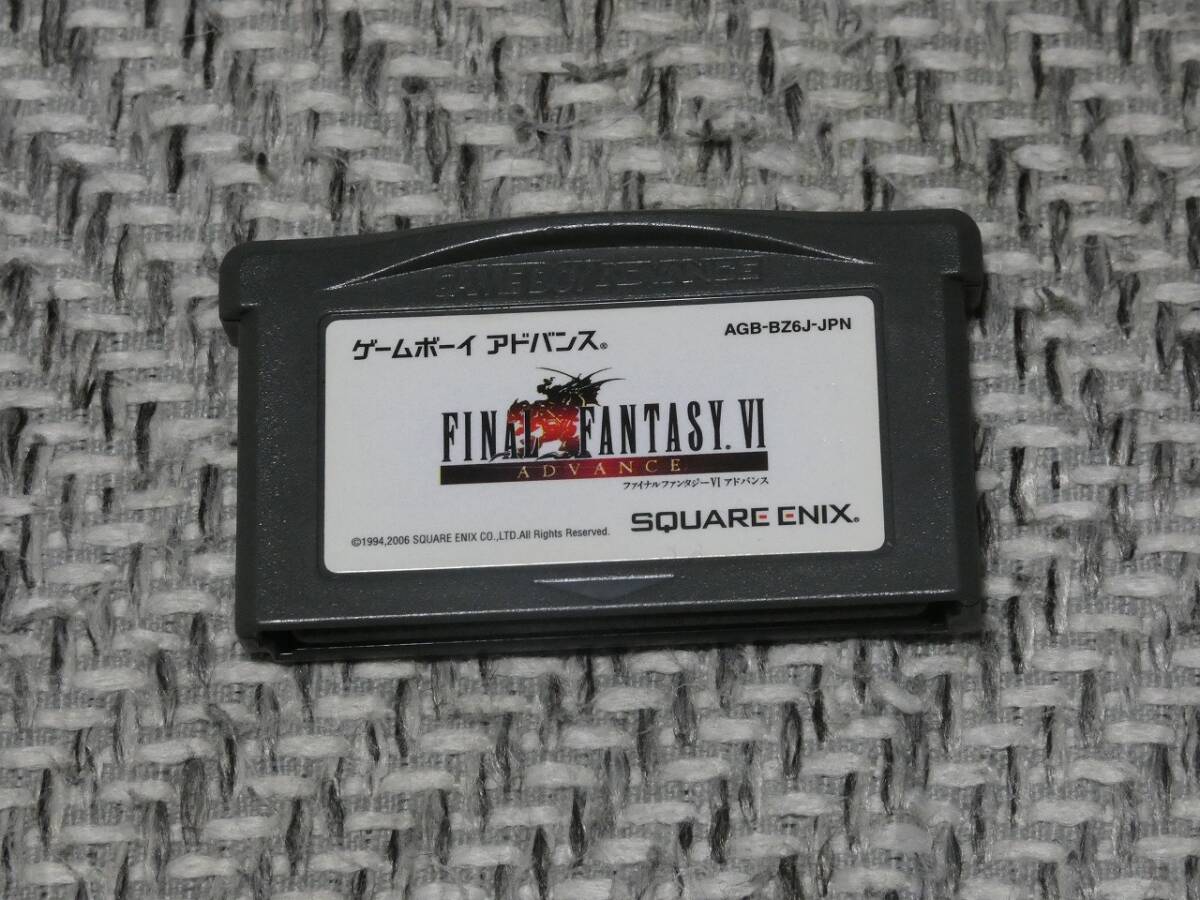 GAME BOY ADVANCE
ゲームボーイ アドバンス®
AGB-BZ6J-JPN
FINAL FANTASY. VI
ADVANCE
ファイナルファンタジーVI アドバンス
©1994,2006 SQUARE ENIX CO.,LTD.All Rights Reserved.
SQUARE ENIX®